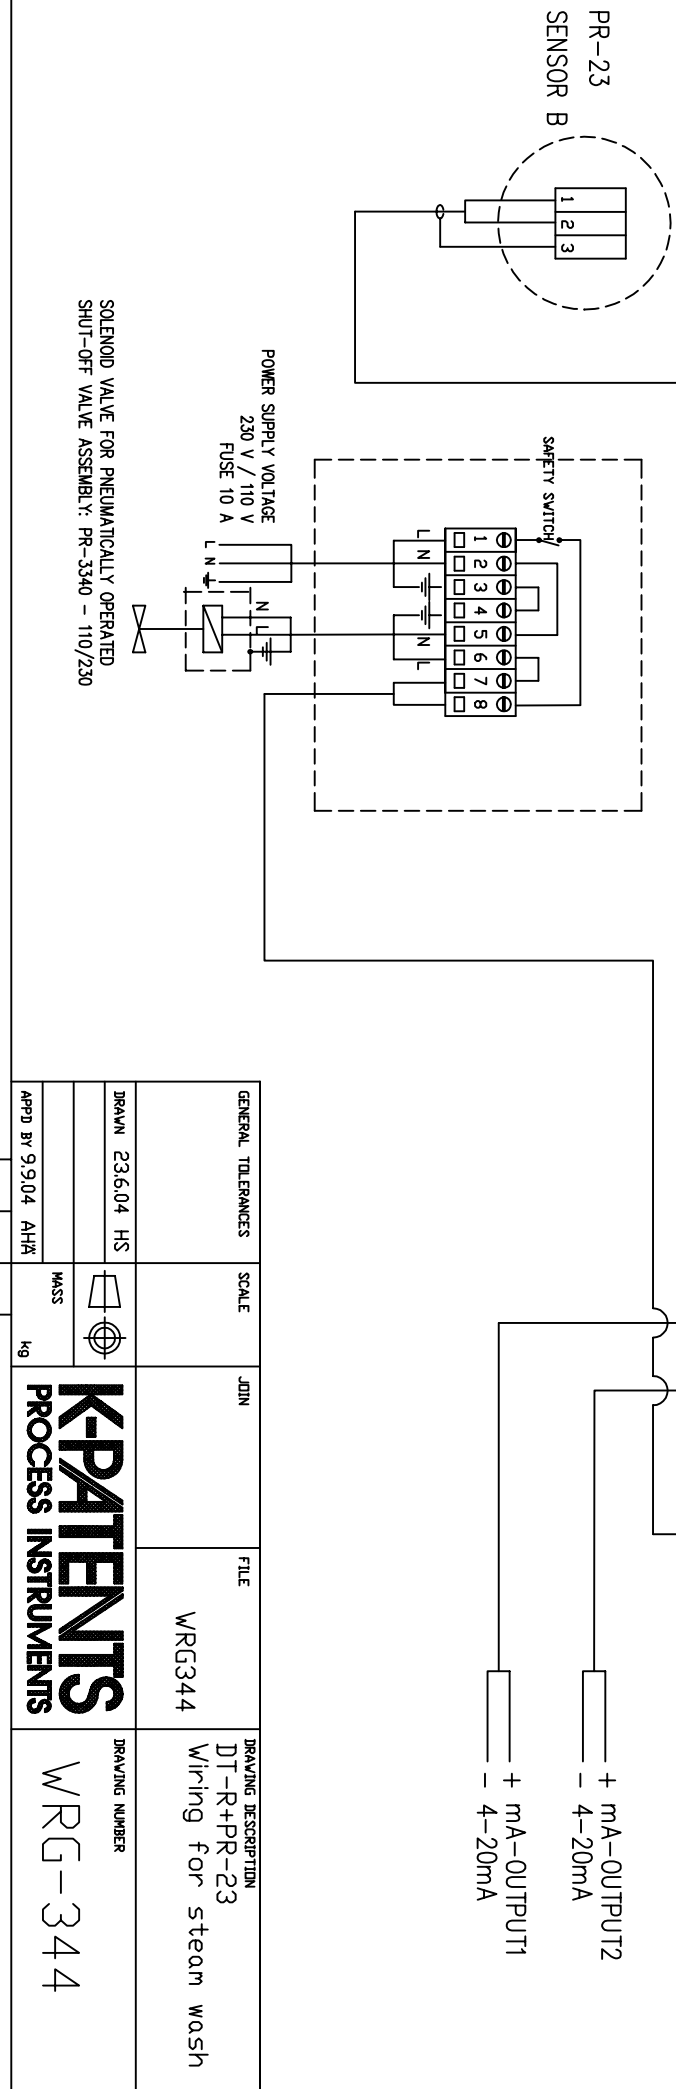 PR-23
SENSOR B
1
2
3
SAFETY SWITCH
POWER SUPPLY VOLTAGE
230 V / 110 V
FUSE 10 A
L
N
L
N
1
2
3
4
5
6
7
8
N
L
N
L
SOLENOID VALVE FOR PNEUMATICALLY OPERATED
SHUT-OFF VALVE ASSEMBLY: PR-3340 - 110/230
+ mA-OUTPUT2
- 4-20mA
+ mA-OUTPUT1
- 4-20mA
GENERAL TOLERANCES
SCALE
JOIN
FILE
WRG344
DRAWING DESCRIPTION
DT-R+PR-23
Wiring for steam wash
DRAWN 23.6.04 HS
APPD BY 9.9.04 AHÄ
MASS
kg
K-PATENTS
PROCESS INSTRUMENTS
DRAWING NUMBER
WRG-344